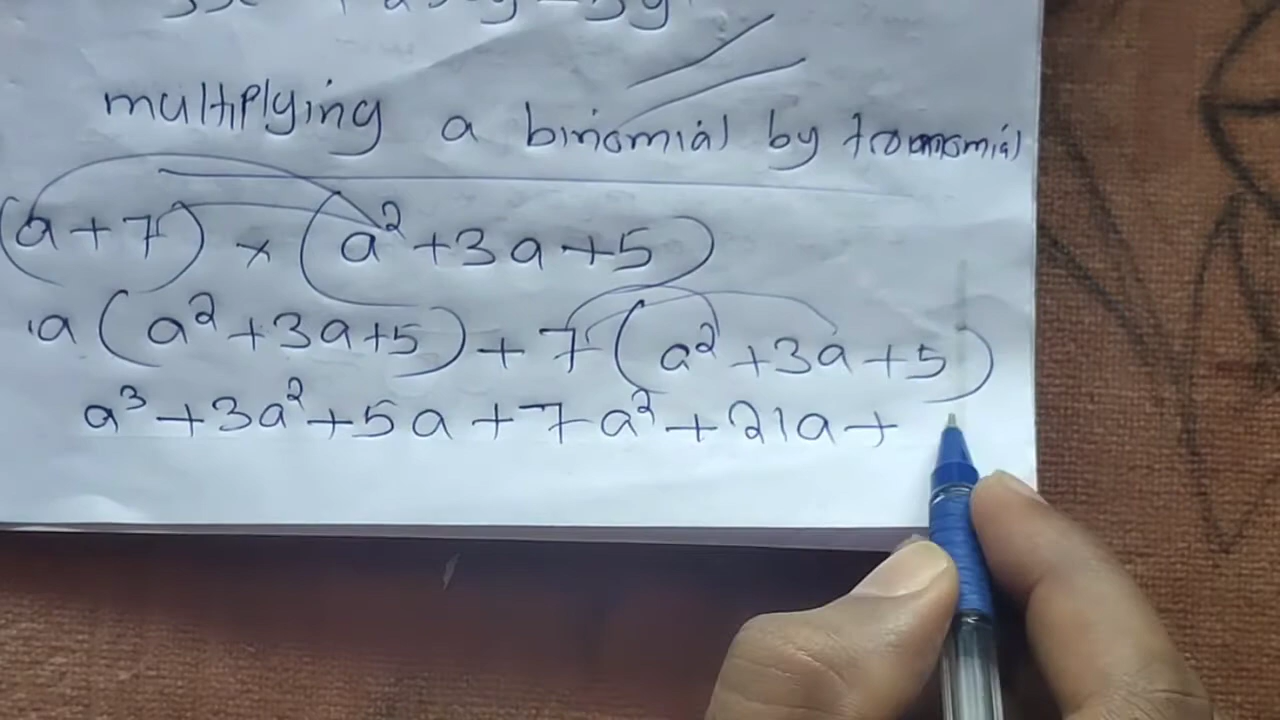 multiplying a binomial by
(a+7) × (a²+3a+5)
a(a²+3a+5)+7(a²+3a+5)
a³+3a²+5a+7a²+21a+